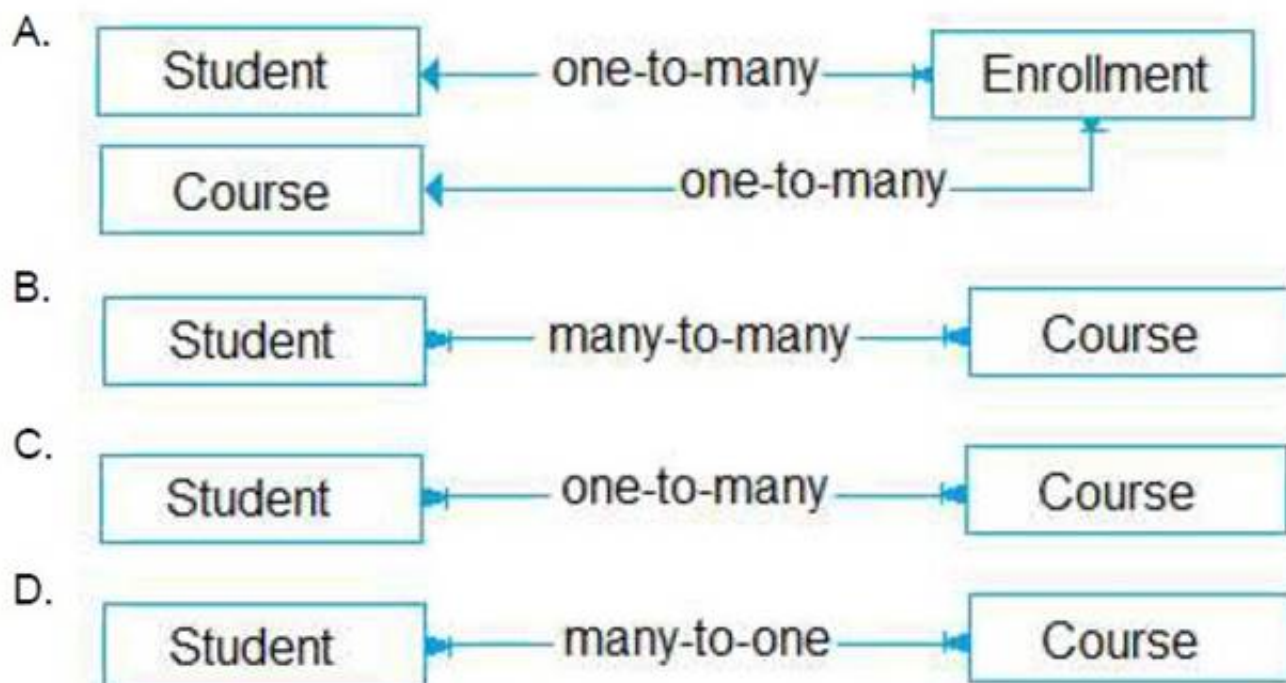 A.
Student one-to-many Enrollment
Course one-to-many
B.
Student many-to-many Course
C.
Student one-to-many Course
D.
Student many-to-one Course